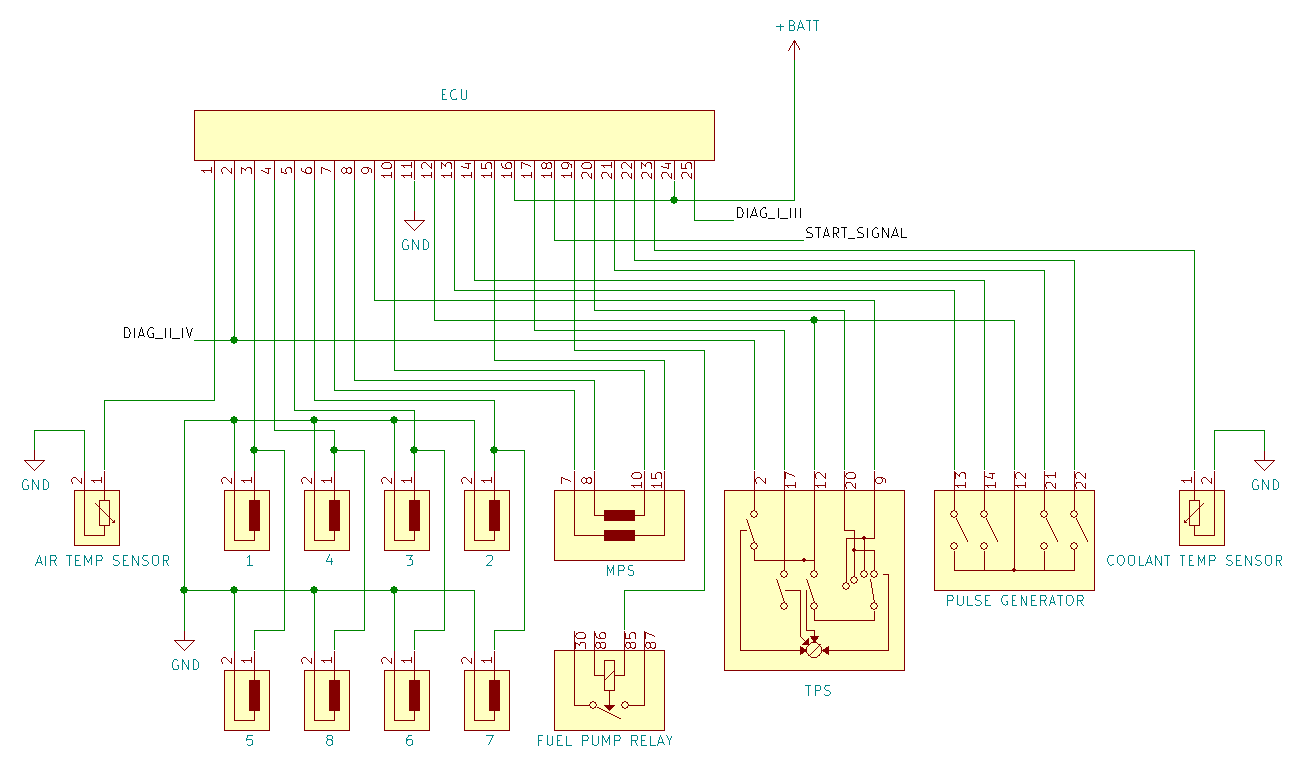 +BATT
ECU
1 2 3 4 5 6 7 8 9 10 11 12 13 14 15 16 17 18 19 20 21 22 23 24 25
DIAG_I_III
START_SIGNAL
GND
DIAG_II_IV
2 1 2 1 2 1 2 1 2 1 7 8 10 15 2 17 12 20 9 13 14 12 21 22 1 2
GND
GND
AIR TEMP SENSOR
1
4
3
2
MPS
COOLANT TEMP SENSOR
PULSE GENERATOR
GND
2 1 2 1 2 1 2 1 30 86 85 87
TPS
5
8
6
7
FUEL PUMP RELAY